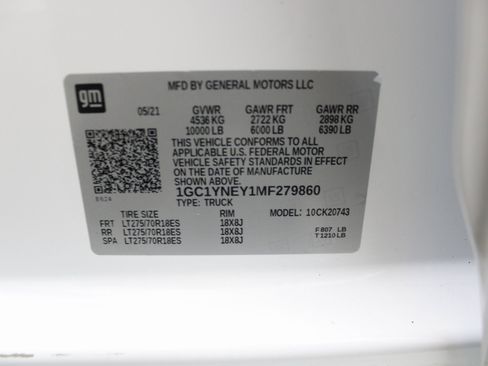 gm
MFD BY GENERAL MOTORS LLC
05/21 GVWR GAWR FRT GAWR RR
4536 KG 2722 KG 2898 KG
10000 LB 6000 LB 6390 LB
THIS VEHICLE CONFORMS TO ALL
APPLICABLE U.S. FEDERAL MOTOR
VEHICLE SAFETY STANDARDS IN EFFECT
ON THE DATE OF MANUFACTURE
SHOWN ABOVE.
1GC1YNEY1MF279860
TYPE: TRUCK
TIRE SIZE RIM MODEL: 10CK20743
FRT LT275/70R18ES 18X8J
RR LT275/70R18ES 18X8J
SPA LT275/70R18ES 18X8J
F 807 LB
T 1210 LB